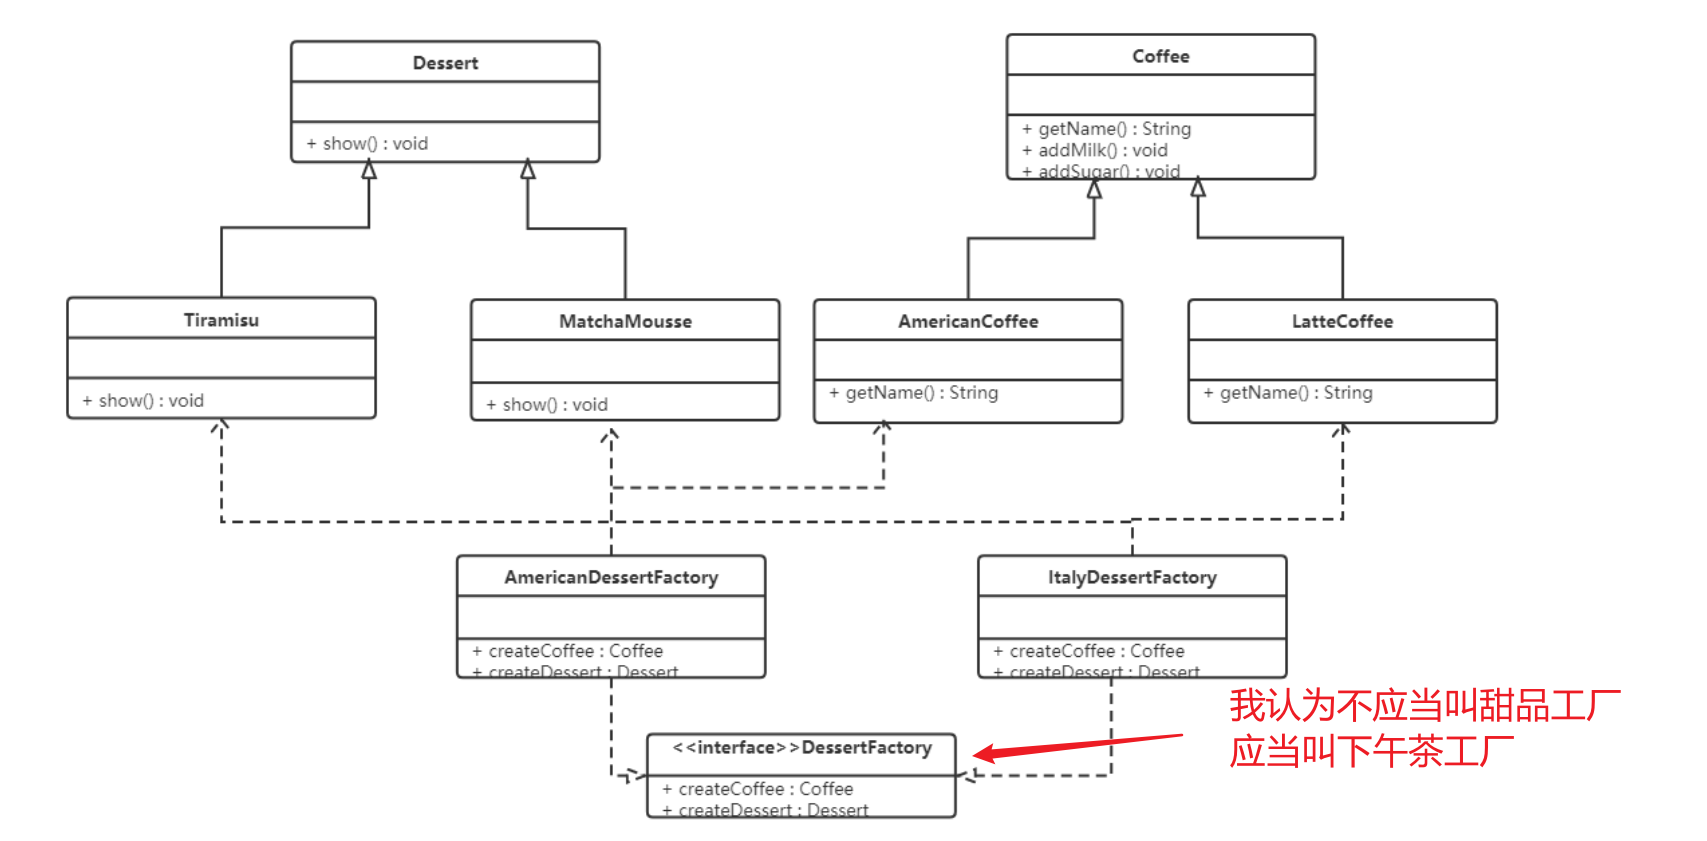 Dessert
+ show() : void
Coffee
+ getName() : String
+ addMilk() : void
+ addSugar() : void
Tiramisu
+ show() : void
MatchaMousse
+ show() : void
AmericanCoffee
+ getName() : String
LatteCoffee
+ getName() : String
AmericanDessertFactory
+ createCoffee : Coffee
+ createDessert : Dessert
ItalyDessertFactory
+ createCoffee : Coffee
+ createDessert : Dessert
<<interface>>DessertFactory
+ createCoffee : Coffee
+ createDessert : Dessert
我认为不应当叫甜品工厂
应当叫下午茶工厂